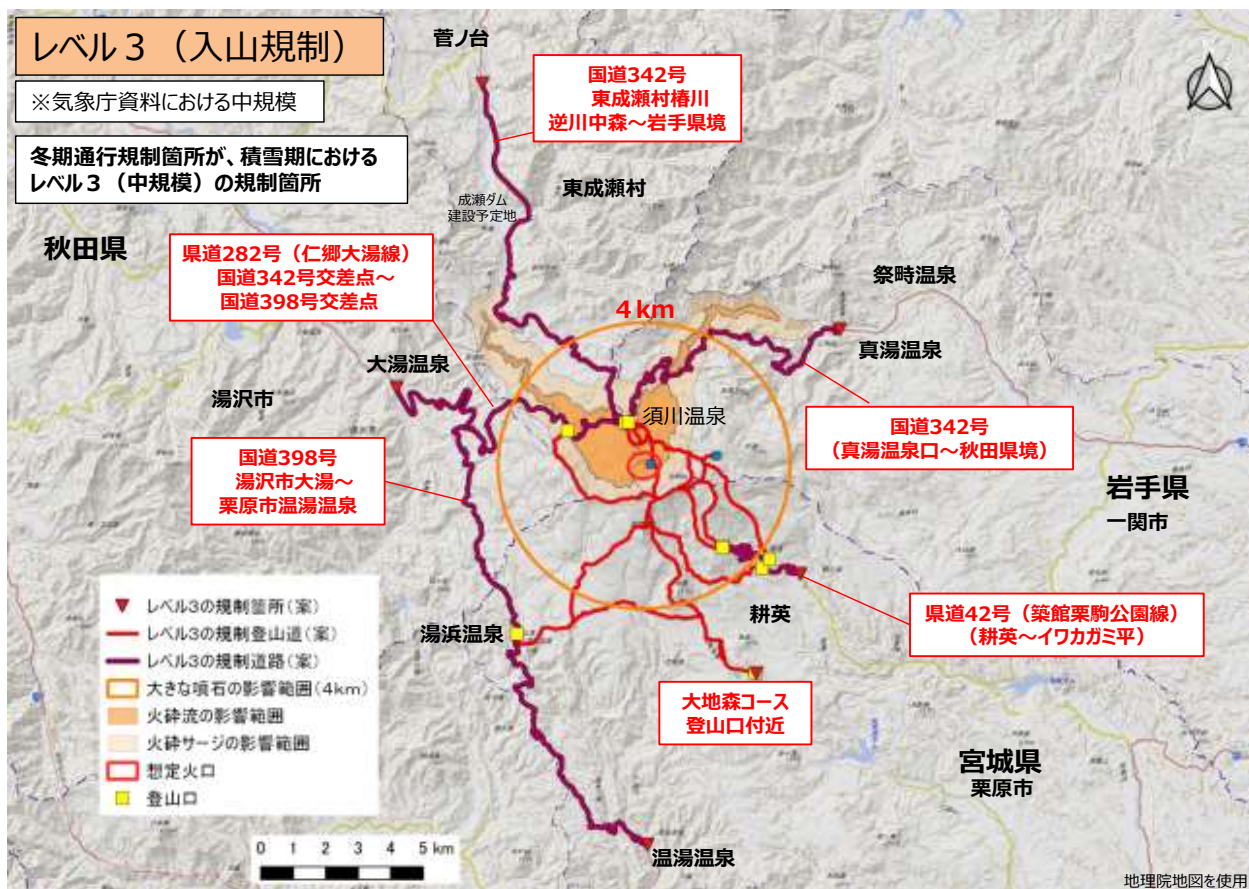 レベル３（入山規制）
※気象庁資料における中規模
冬期通行規制箇所が、積雪期における
レベル３（中規模）の規制箇所
菅ノ台
国道342号
東成瀬村椿川
逆川中森～岩手県境
東成瀬村
成瀬ダム
建設予定地
秋田県
県道282号（仁郷大湯線）
国道342号交差点～
国道398号交差点
4km
祭時温泉
真湯温泉
大湯温泉
湯沢市
須川温泉
国道342号
（真湯温泉口～秋田県境）
国道398号
湯沢市大湯～
栗原市温湯温泉
岩手県
一関市
耕英
県道42号（築館栗駒公園線）
（耕英～イワカガミ平）
湯浜温泉
大地森コース
登山口付近
宮城県
栗原市
温湯温泉
レベル3の規制箇所(案)
レベル3の規制登山道(案)
レベル3の規制道路(案)
大きな噴石の影響範囲(4km)
火砕流の影響範囲
火砕サージの影響範囲
想定火口
登山口
0 1 2 3 4 5 km
地理院地図を使用